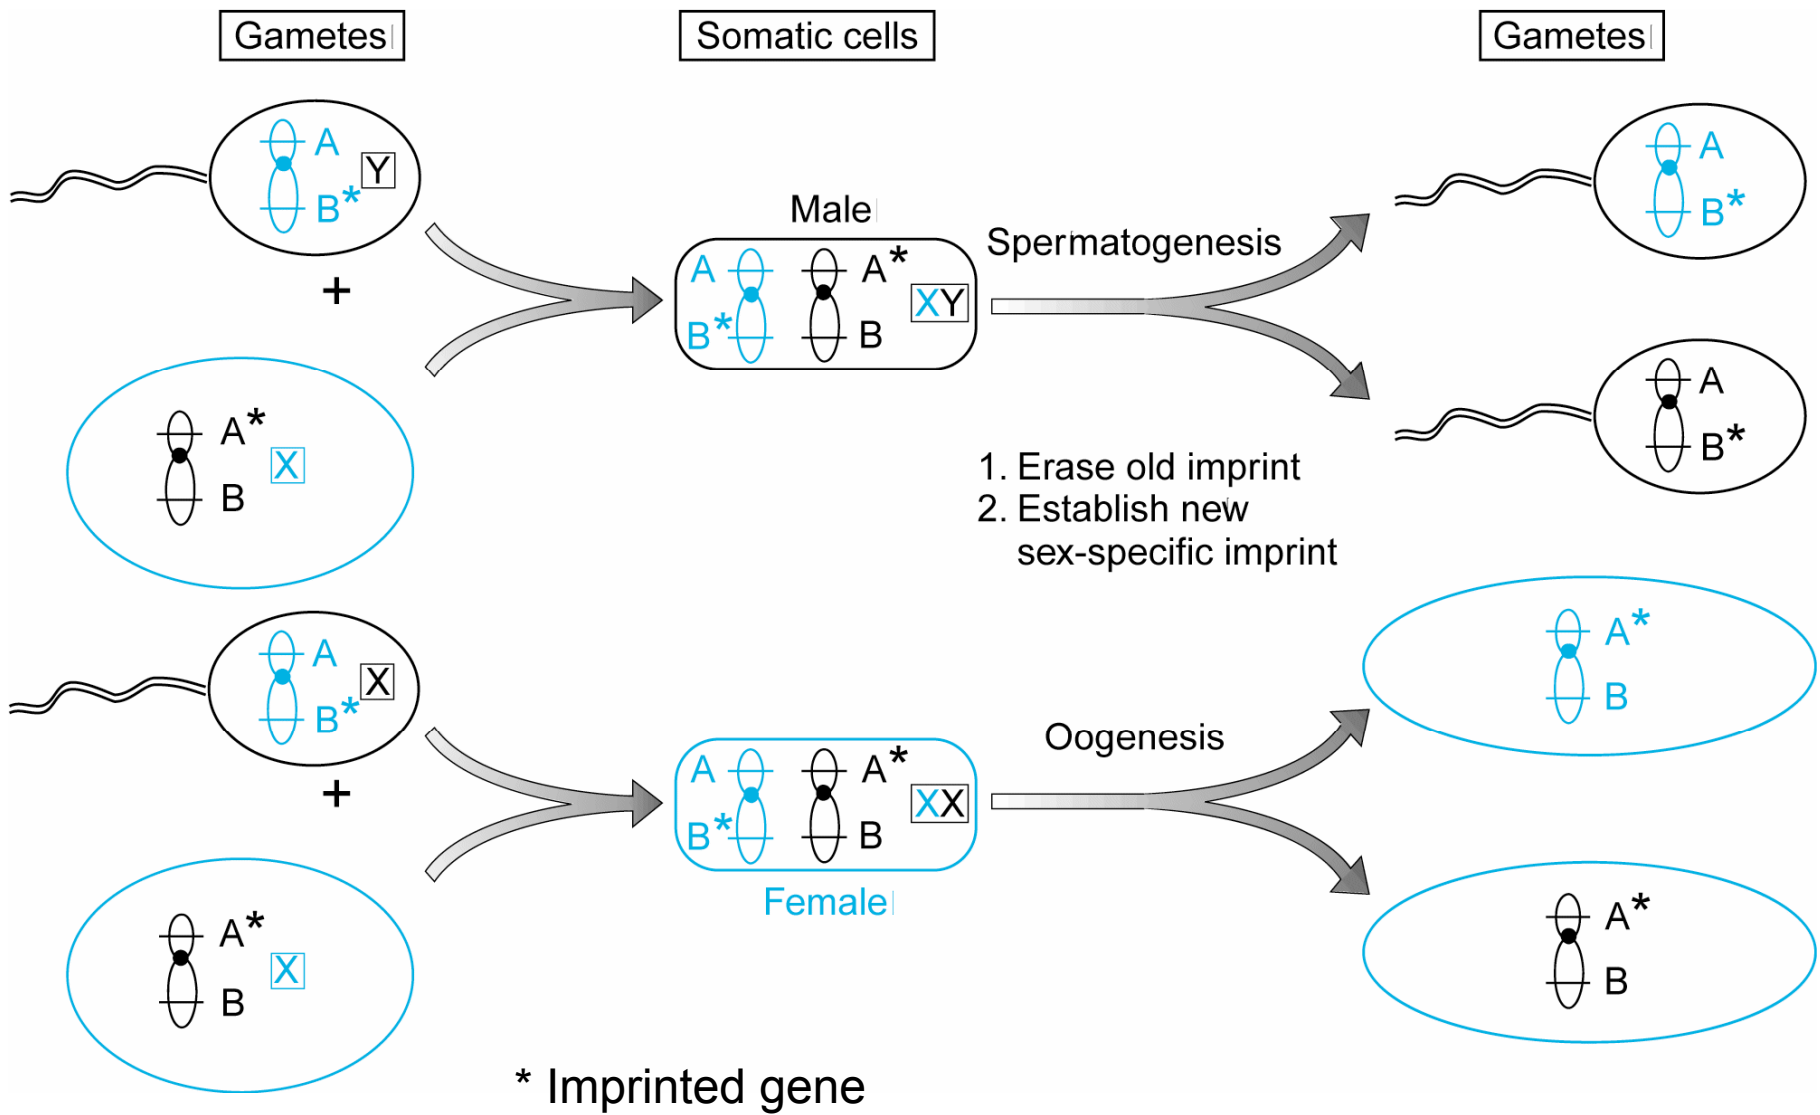 Gametes
Somatic cells
Gametes
A
Y
B*
+
A*
X
B
Male
A
A*
XY
B*
B
Spermatogenesis
A
B*
A
B*
1. Erase old imprint
2. Establish new
sex-specific imprint
A
X
B*
+
A*
X
B
A
A*
XX
B*
B
Female
Oogenesis
A*
B
A*
B
* Imprinted gene